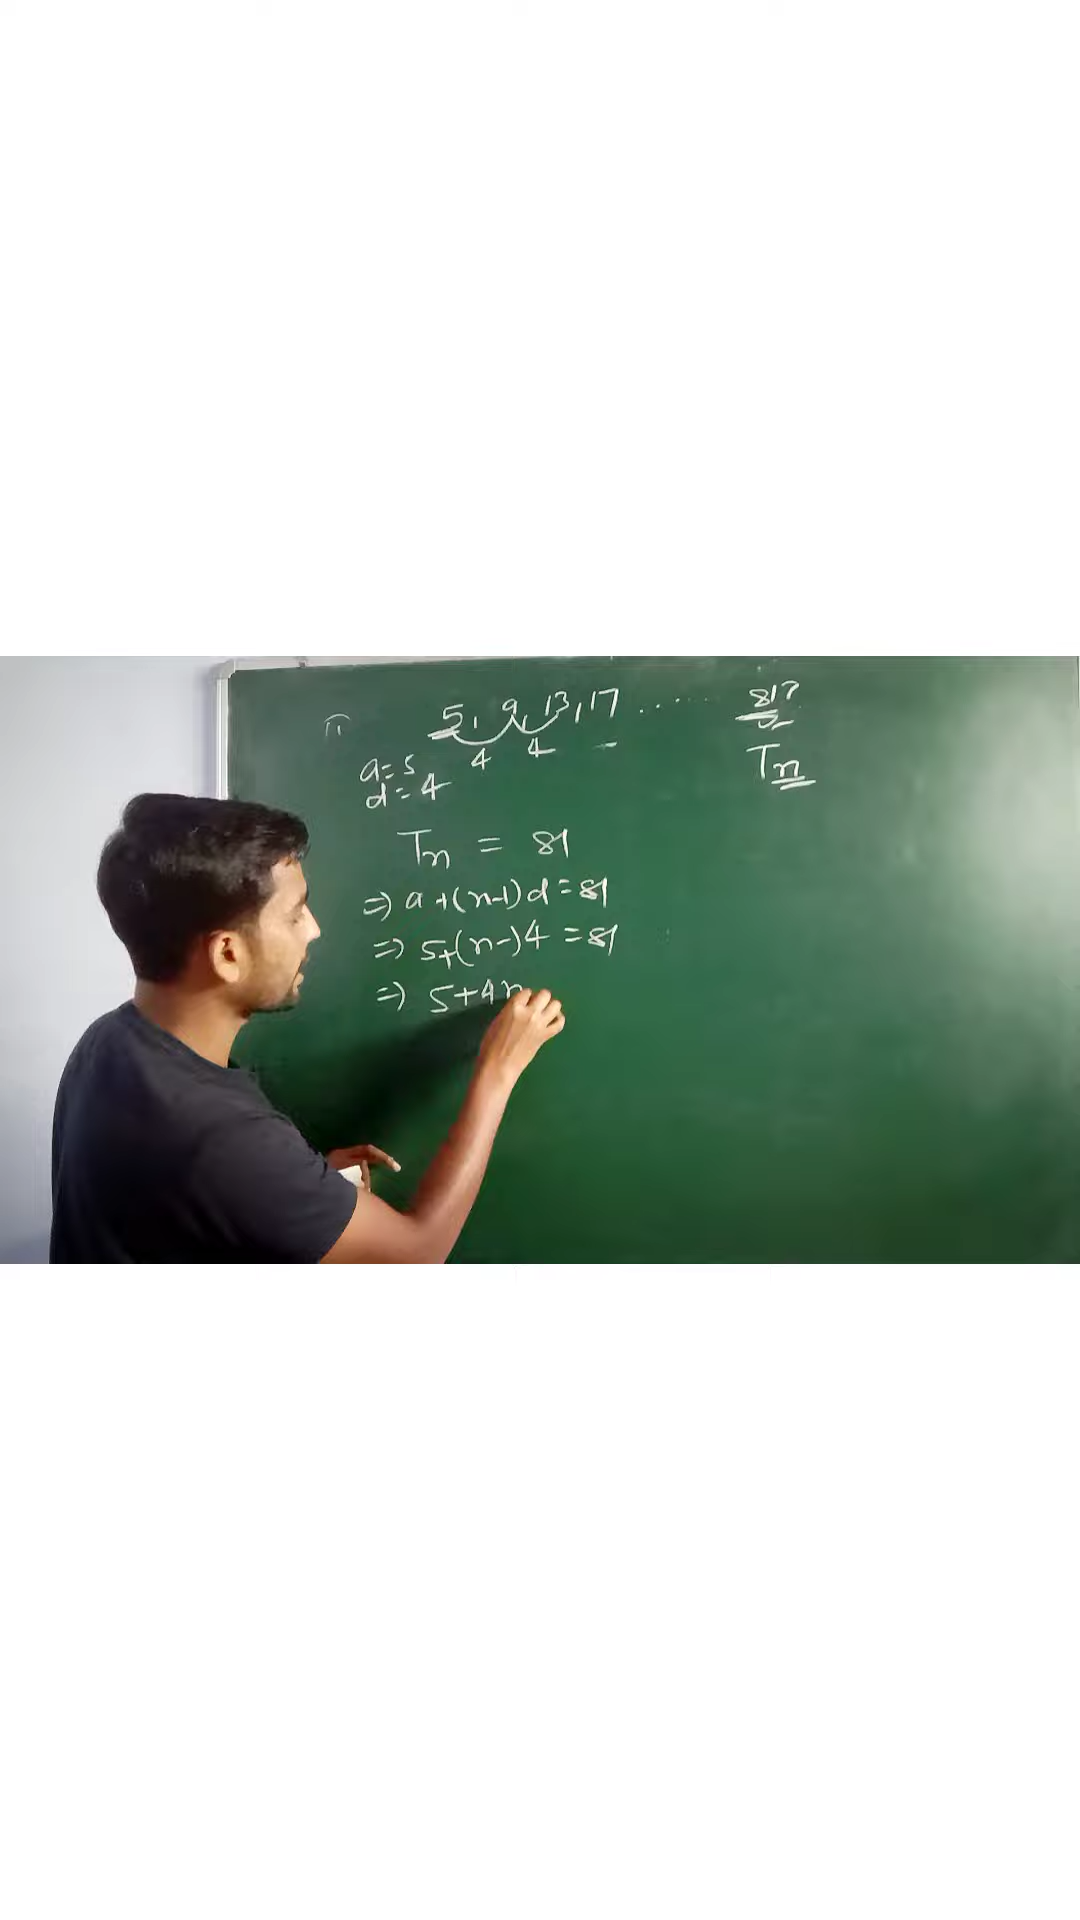 5, 9, 13, 17 ....... 81?
4 4
Tn
a = 5
d = 4
Tn = 81
⇒ a + (n-1) d = 81
⇒ 5 + (n-)4 = 81
⇒ 5 + 4n